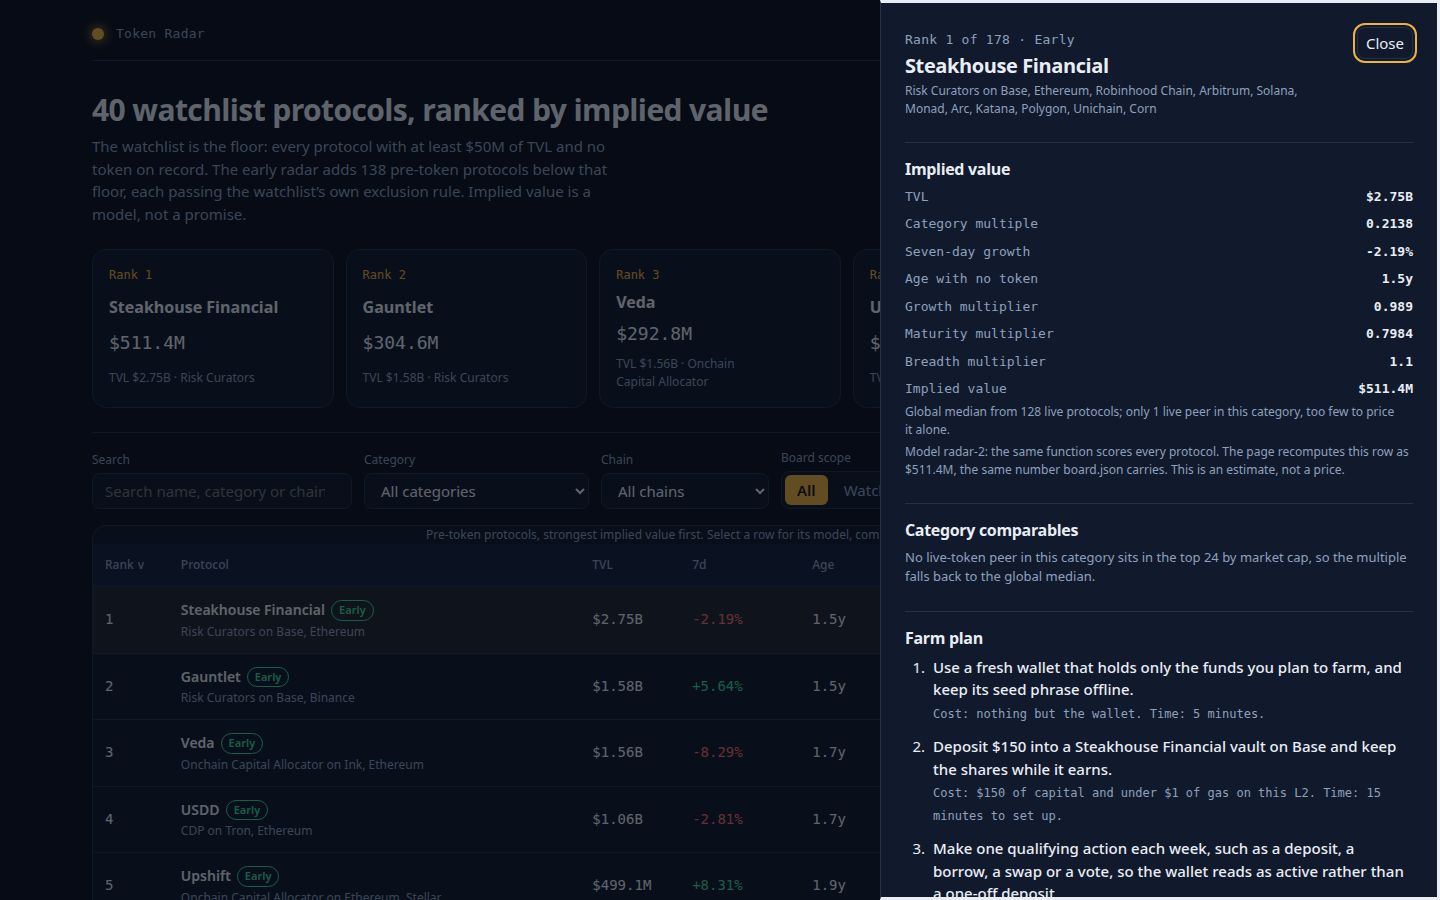 Token Radar
40 watchlist protocols, ranked by implied value
The watchlist is the floor: every protocol with at least $50M of TVL and no
token on record. The early radar adds 138 pre-token protocols below that
floor, each passing the watchlist's own exclusion rule. Implied value is a
model, not a promise.
Rank 1
Steakhouse Financial
$511.4M
TVL $2.75B · Risk Curators
Rank 2
Gauntlet
$304.6M
TVL $1.58B · Risk Curators
Rank 3
Veda
$292.8M
TVL $1.56B · Onchain
Capital Allocator
Search
Category
Chain
Board scope
Search name, category or chain
All categories
All chains
All
Pre-token protocols, strongest implied value first. Select a row for its model,
Rank v Protocol TVL 7d Age
1 Steakhouse Financial Early $2.75B -2.19% 1.5y
Risk Curators on Base, Ethereum
2 Gauntlet Early $1.58B +5.64% 1.5y
Risk Curators on Base, Binance
3 Veda Early $1.56B -8.29% 1.7y
Onchain Capital Allocator on Ink, Ethereum
4 USDD Early $1.06B -2.81% 1.7y
CDP on Tron, Ethereum
5 Upshift Early $499.1M +8.31% 1.9y
Onchain Capital Allocator on Ethereum, Stellar
Rank 1 of 178 · Early
Close
Steakhouse Financial
Risk Curators on Base, Ethereum, Robinhood Chain, Arbitrum, Solana,
Monad, Arc, Katana, Polygon, Unichain, Corn
Implied value
TVL $2.75B
Category multiple 0.2138
Seven-day growth -2.19%
Age with no token 1.5y
Growth multiplier 0.989
Maturity multiplier 0.7984
Breadth multiplier 1.1
Implied value $511.4M
Global median from 128 live protocols; only 1 live peer in this category, too few to price
it alone.
Model radar-2: the same function scores every protocol. The page recomputes this row as
$511.4M, the same number board.json carries. This is an estimate, not a price.
Category comparables
No live-token peer in this category sits in the top 24 by market cap, so the multiple
falls back to the global median.
Farm plan
1. Use a fresh wallet that holds only the funds you plan to farm, and
keep its seed phrase offline.
Cost: nothing but the wallet. Time: 5 minutes.
2. Deposit $150 into a Steakhouse Financial vault on Base and keep
the shares while it earns.
Cost: $150 of capital and under $1 of gas on this L2. Time: 15
minutes to set up.
3. Make one qualifying action each week, such as a deposit, a
borrow, a swap or a vote, so the wallet reads as active rather than
a one-off deposit.